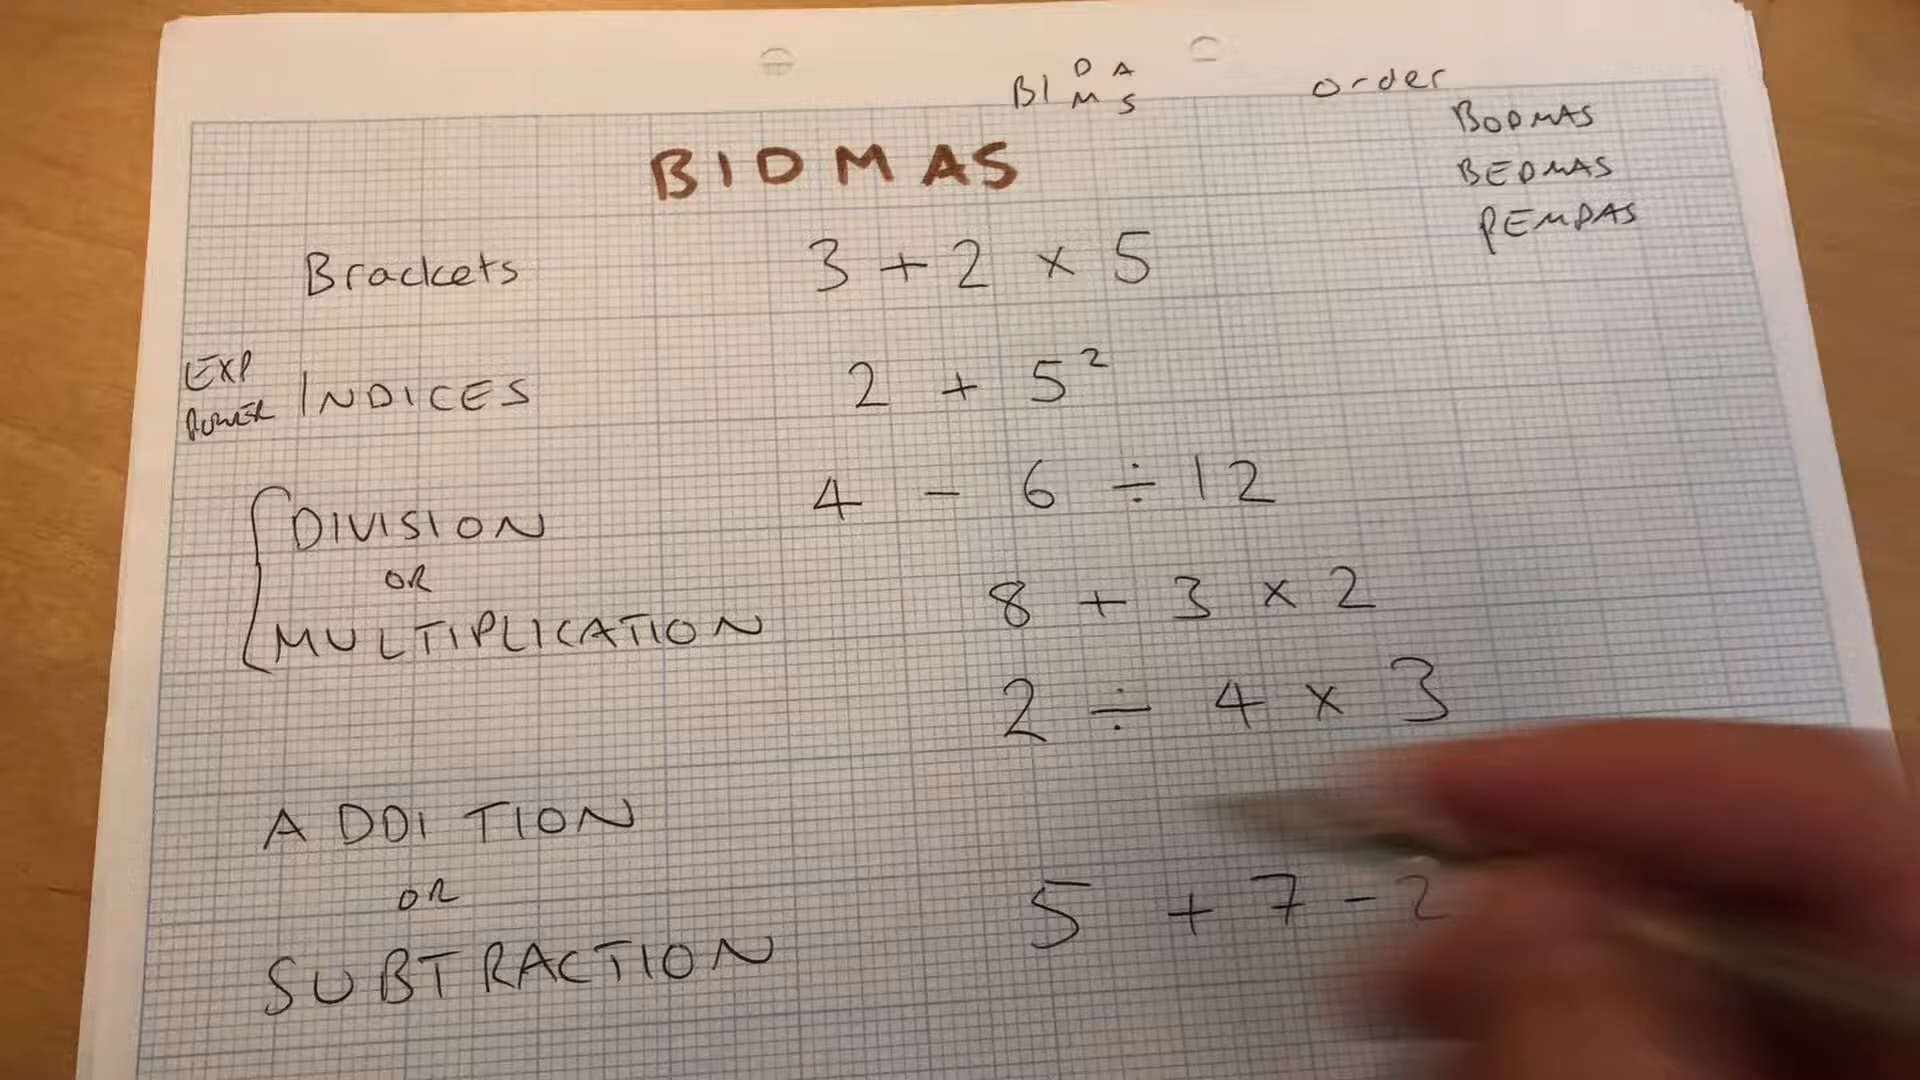 D A
BI M S
order
BODMAS
BIDMAS
BEDMAS
PEMDAS
Brackets 3 + 2 × 5
EXP
POWER INDICES 2 + 5²
DIVISION 4 - 6 ÷ 12
OR
MULTIPLICATION 8 + 3 × 2
2 ÷ 4 × 3
ADDITION
OR
5 + 7 - 2
SUBTRACTION